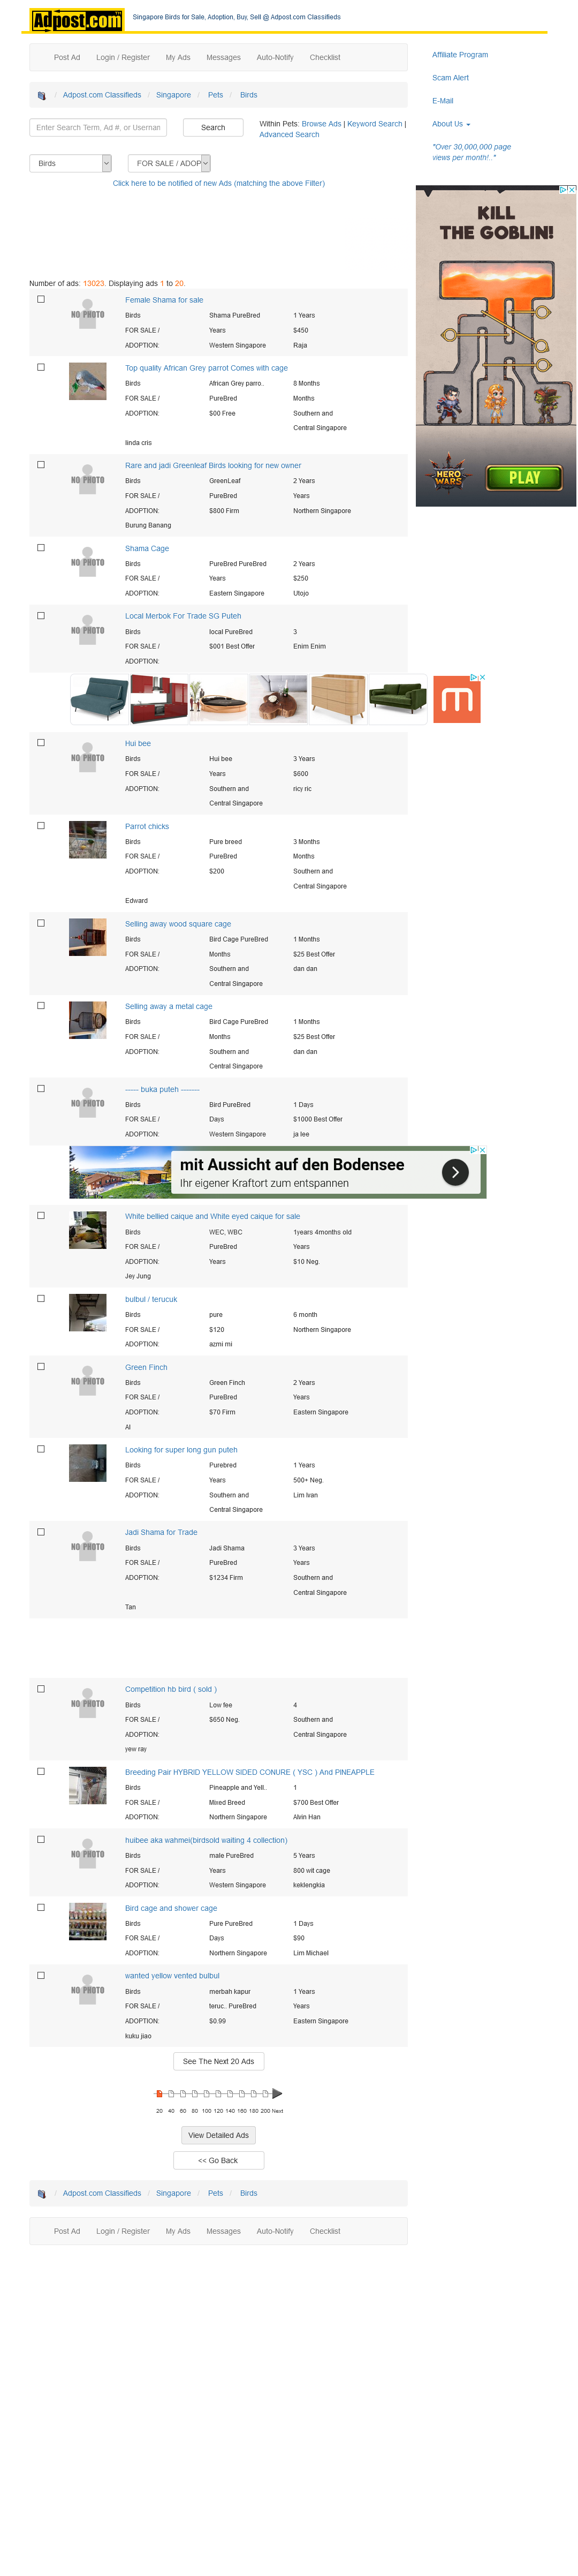 Adpost.com
Singapore Birds for Sale, Adoption, Buy, Sell @ Adpost.com Classifieds
Post Ad Login / Register My Ads Messages Auto-Notify Checklist
Affiliate Program
Scam Alert
E-Mail
About Us
"Over 30,000,000 page
views per month!.."
/ Adpost.com Classifieds / Singapore / Pets / Birds
Enter Search Term, Ad #, or Usernam
Search
Within Pets: Browse Ads | Keyword Search |
Advanced Search
Birds
FOR SALE / ADOP
Click here to be notified of new Ads (matching the above Filter)
KILL
THE GOBLIN!
HERO
WARS
PLAY
Number of ads: 13023. Displaying ads 1 to 20.
NO PHOTO
Female Shama for sale
Birds Shama PureBred 1 Years
FOR SALE / Years $450
ADOPTION: Western Singapore Raja
Top quality African Grey parrot Comes with cage
Birds African Grey parro.. 8 Months
FOR SALE / PureBred Months
ADOPTION: $00 Free Southern and
Central Singapore
linda cris
NO PHOTO
Rare and jadi Greenleaf Birds looking for new owner
Birds GreenLeaf 2 Years
FOR SALE / PureBred Years
ADOPTION: $800 Firm Northern Singapore
Burung Banang
NO PHOTO
Shama Cage
Birds PureBred PureBred 2 Years
FOR SALE / Years $250
ADOPTION: Eastern Singapore Utojo
NO PHOTO
Local Merbok For Trade SG Puteh
Birds local PureBred 3
FOR SALE / $001 Best Offer Enim Enim
ADOPTION:
NO PHOTO
Hui bee
Birds Hui bee 3 Years
FOR SALE / Years $600
ADOPTION: Southern and ricy ric
Central Singapore
Parrot chicks
Birds Pure breed 3 Months
FOR SALE / PureBred Months
ADOPTION: $200 Southern and
Central Singapore
Edward
Selling away wood square cage
Birds Bird Cage PureBred 1 Months
FOR SALE / Months $25 Best Offer
ADOPTION: Southern and dan dan
Central Singapore
Selling away a metal cage
Birds Bird Cage PureBred 1 Months
FOR SALE / Months $25 Best Offer
ADOPTION: Southern and dan dan
Central Singapore
NO PHOTO
------ buka puteh --------
Birds Bird PureBred 1 Days
FOR SALE / Days $1000 Best Offer
ADOPTION: Western Singapore ja lee
mit Aussicht auf den Bodensee
Ihr eigener Kraftort zum entspannen
White bellied caique and White eyed caique for sale
Birds WEC, WBC 1years 4months old
FOR SALE / PureBred Years
ADOPTION: Years $10 Neg.
Jey Jung
bulbul / terucuk
Birds pure 6 month
FOR SALE / $120 Northern Singapore
ADOPTION: azmi mi
NO PHOTO
Green Finch
Birds Green Finch 2 Years
FOR SALE / PureBred Years
ADOPTION: $70 Firm Eastern Singapore
Al
Looking for super long gun puteh
Birds Purebred 1 Years
FOR SALE / Years 500+ Neg.
ADOPTION: Southern and Lim Ivan
Central Singapore
NO PHOTO
Jadi Shama for Trade
Birds Jadi Shama 3 Years
FOR SALE / PureBred Years
ADOPTION: $1234 Firm Southern and
Central Singapore
Tan
NO PHOTO
Competition hb bird ( sold )
Birds Low fee 4
FOR SALE / $650 Neg. Southern and
ADOPTION: Central Singapore
yew ray
Breeding Pair HYBRID YELLOW SIDED CONURE ( YSC ) And PINEAPPLE
Birds Pineapple and Yell.. 1
FOR SALE / Mixed Breed $700 Best Offer
ADOPTION: Northern Singapore Alvin Han
NO PHOTO
huibee aka wahmei(birdsold waiting 4 collection)
Birds male PureBred 5 Years
FOR SALE / Years 800 wit cage
ADOPTION: Western Singapore keklengkia
Bird cage and shower cage
Birds Pure PureBred 1 Days
FOR SALE / Days $90
ADOPTION: Northern Singapore Lim Michael
NO PHOTO
wanted yellow vented bulbul
Birds merbah kapur 1 Years
FOR SALE / teruc.. PureBred Years
ADOPTION: $0.99 Eastern Singapore
kuku jiao
See The Next 20 Ads
20 40 60 80 100 120 140 160 180 200 Next
View Detailed Ads
<< Go Back
/ Adpost.com Classifieds / Singapore / Pets / Birds
Post Ad Login / Register My Ads Messages Auto-Notify Checklist